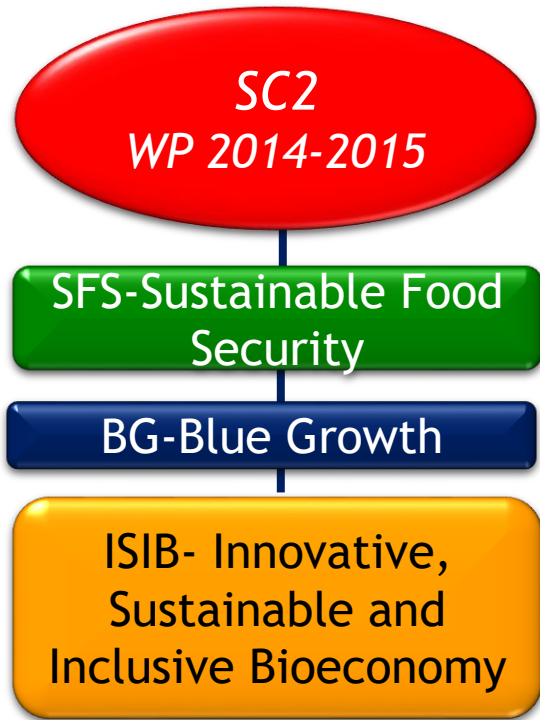 SC2
WP 2014-2015
SFS-Sustainable Food
Security
BG-Blue Growth
ISIB- Innovative,
Sustainable and
Inclusive Bioeconomy